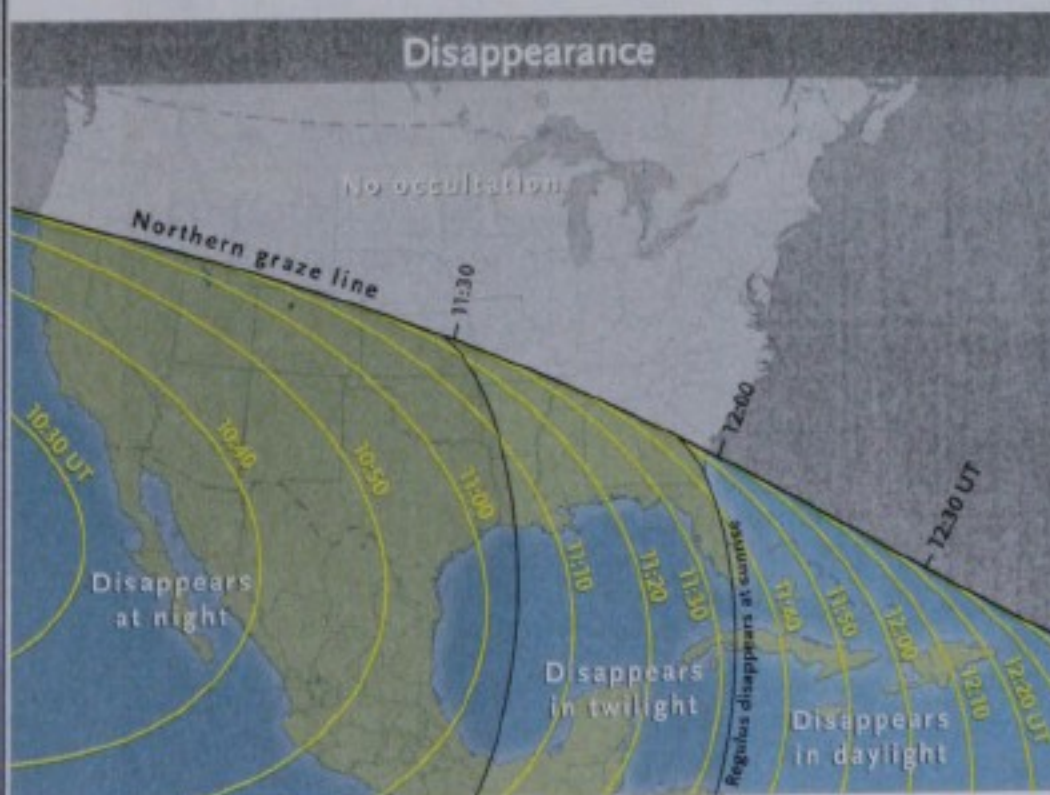 Disappearance
No occultation
Northern graze line
11:30
12:00
12:30 UT
10:30 UT
10:40
10:50
11:00
11:10
11:20
11:30
11:40
11:50
12:00
12:10
12:20 UT
Disappears
at night
Disappears
in twilight
Regulus disappears at sunrise
Disappears
in daylight